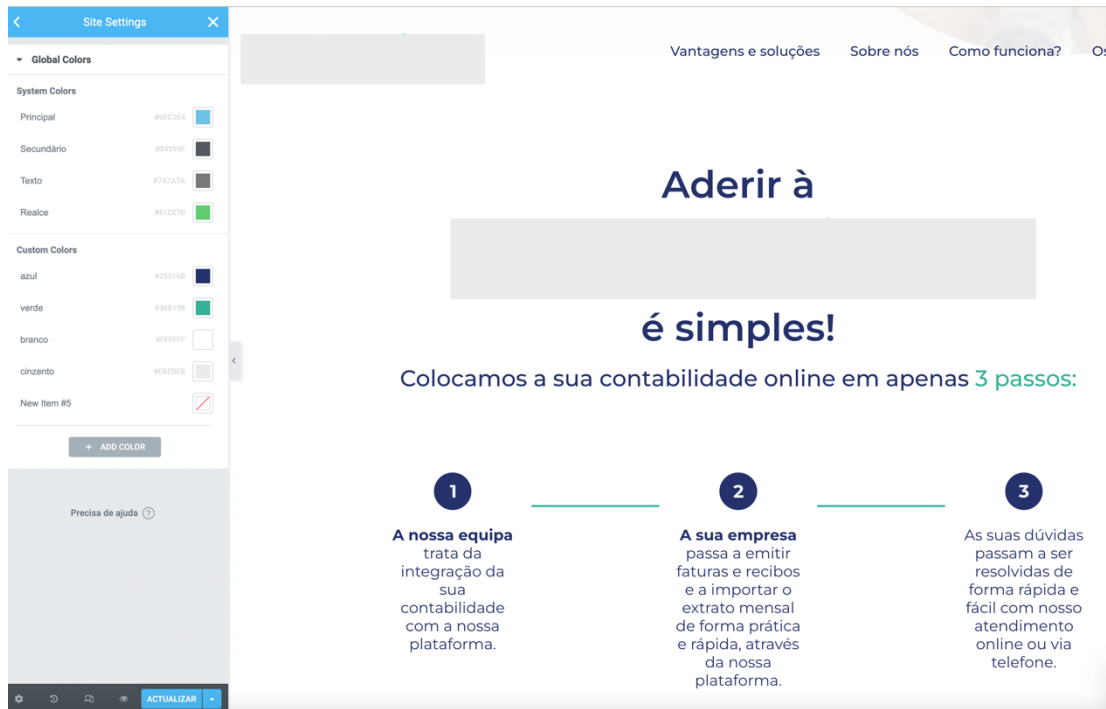 Site Settings
Global Colors
System Colors
Principal #6EC1E4
Secundário #54595F
Texto #7A7A7A
Realce #61CE70
Custom Colors
azul #25316B
verde #36B19B
branco #FFFFFF
cinzento #EBEBEB
New Item #5
+ ADD COLOR
Precisa de ajuda ?
ACTUALIZAR
Vantagens e soluções Sobre nós Como funciona? Os
Aderir à
é simples!
Colocamos a sua contabilidade online em apenas 3 passos:
1
A nossa equipa
trata da
integração da
sua
contabilidade
com a nossa
plataforma.
2
A sua empresa
passa a emitir
faturas e recibos
e a importar o
extrato mensal
de forma prática
e rápida, através
da nossa
plataforma.
3
As suas dúvidas
passam a ser
resolvidas de
forma rápida e
fácil com nosso
atendimento
online ou via
telefone.